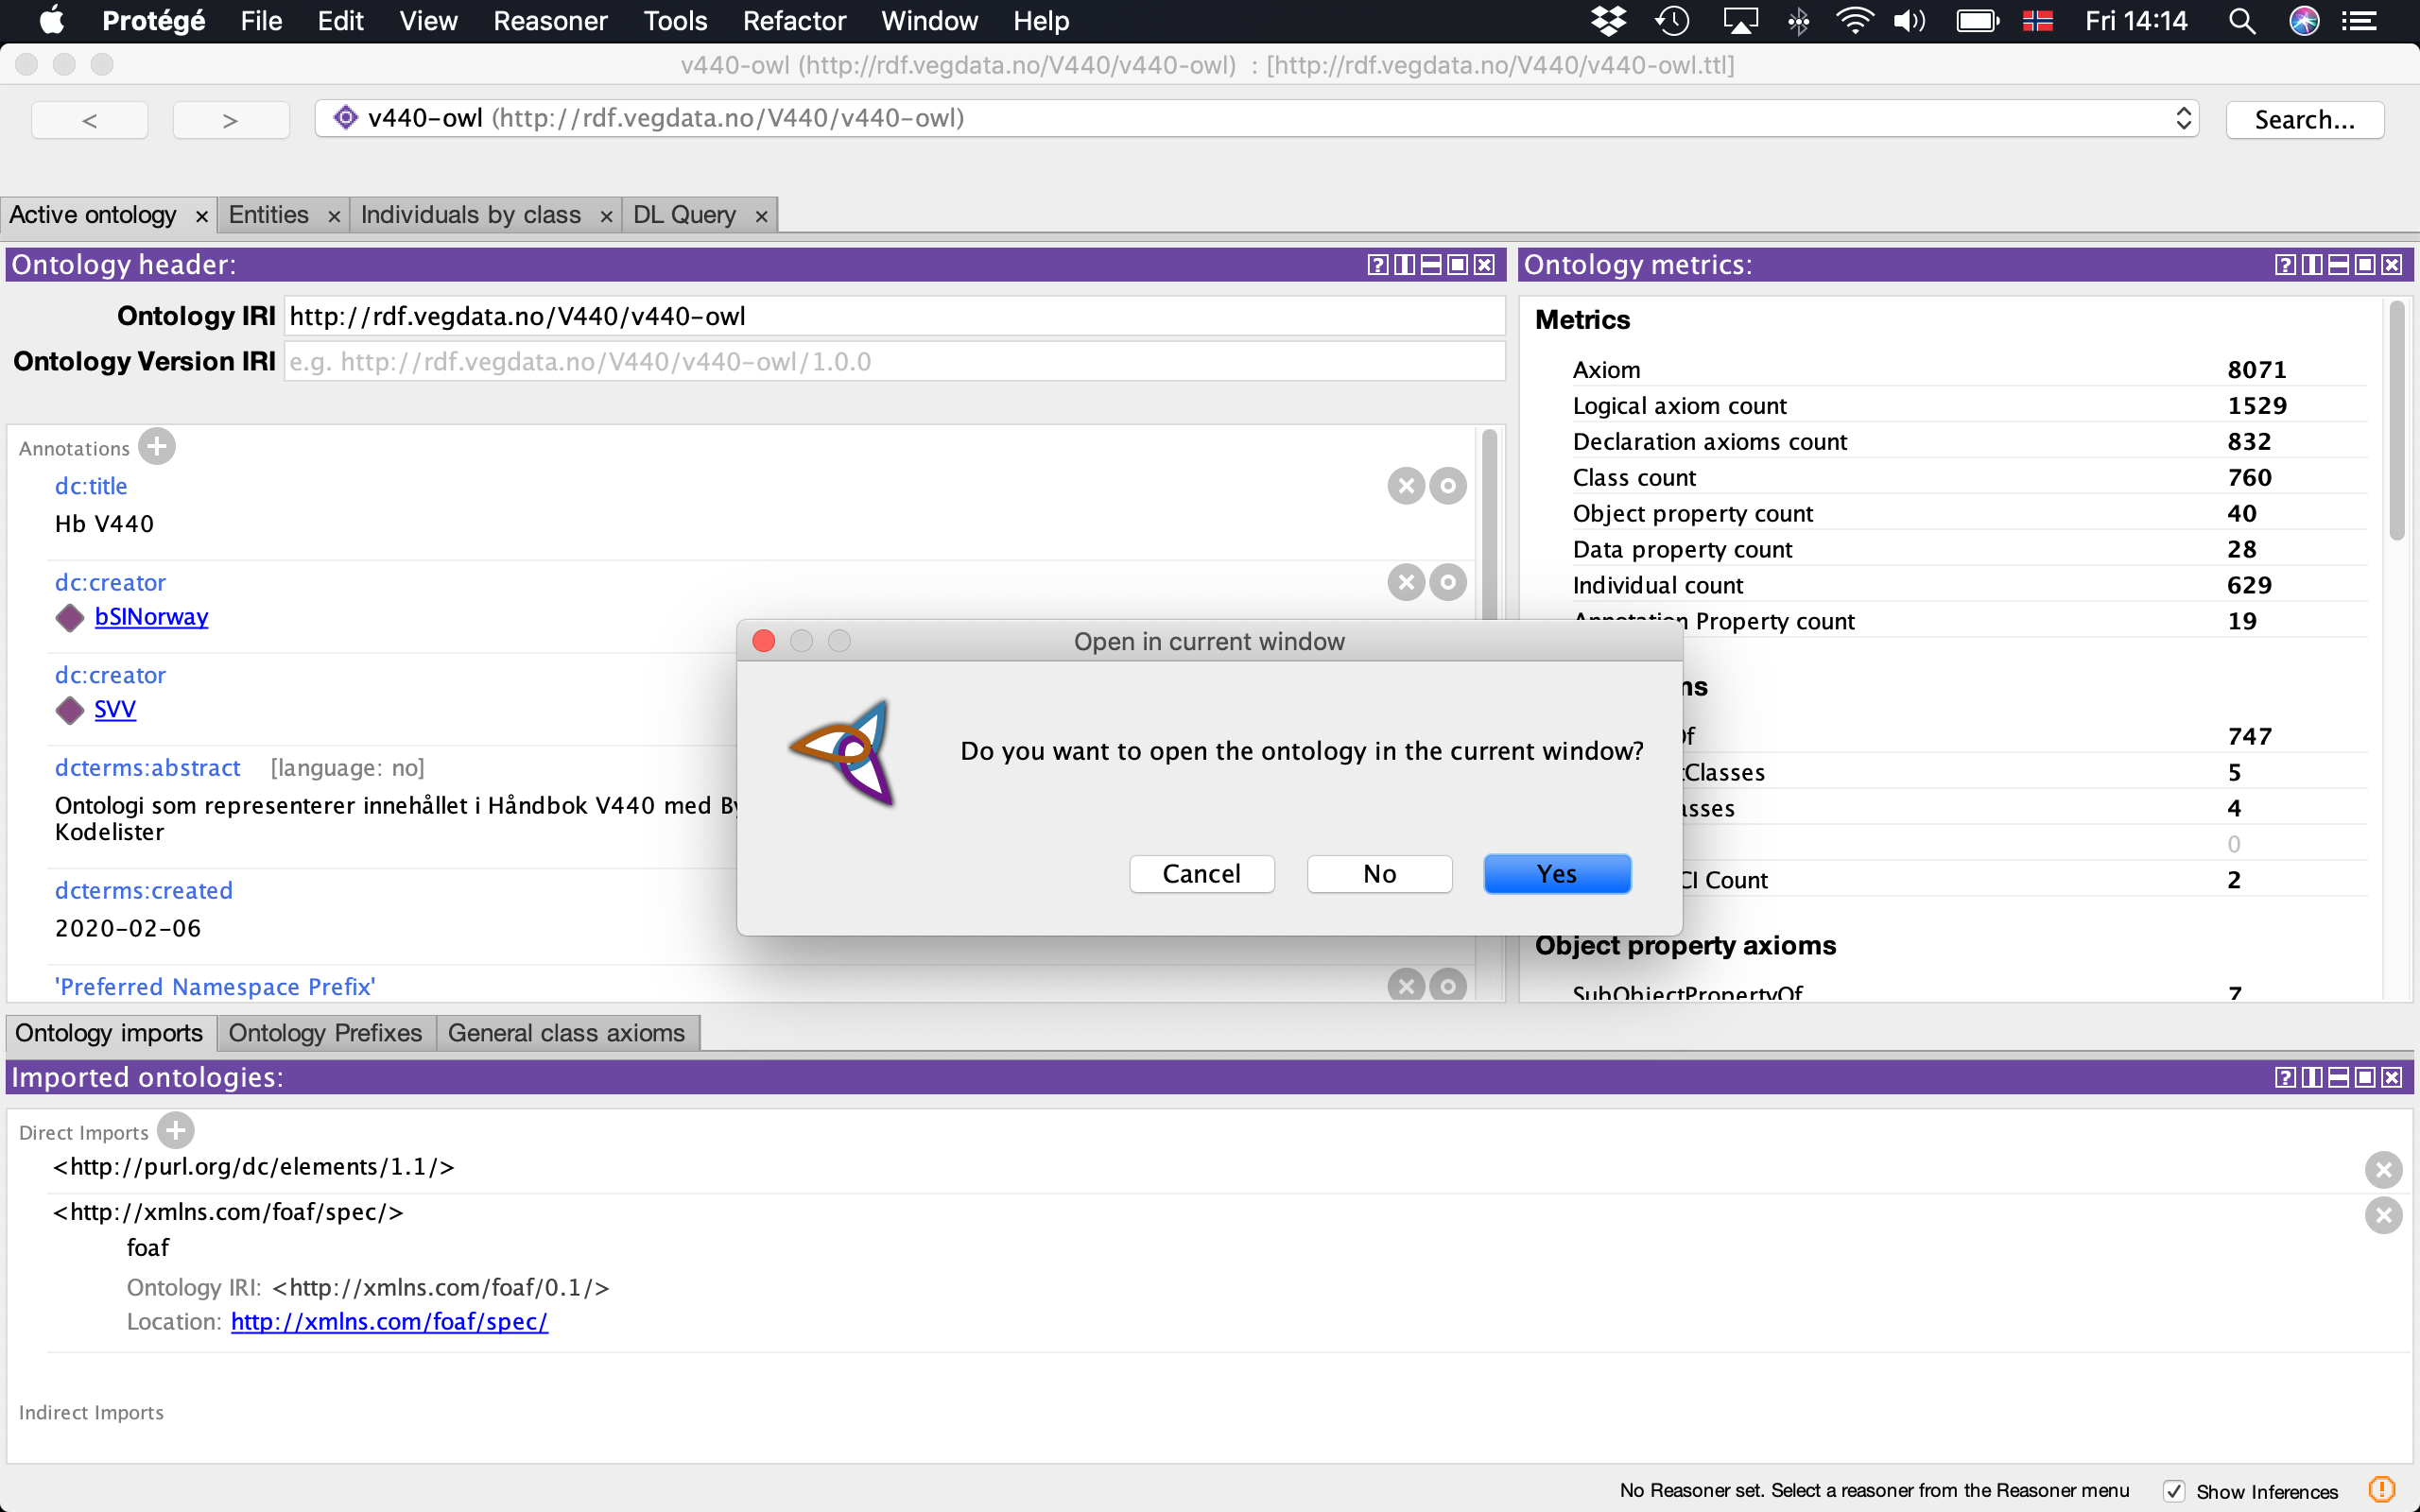 Protégé File Edit View Reasoner Tools Refactor Window Help Fri 14:14
v440-owl (http://rdf.vegdata.no/V440/v440-owl) : [http://rdf.vegdata.no/V440/v440-owl.ttl]
< > v440-owl (http://rdf.vegdata.no/V440/v440-owl) Search...
Active ontology × Entities × Individuals by class × DL Query ×
Ontology header:
Ontology IRI http://rdf.vegdata.no/V440/v440-owl
Ontology Version IRI e.g. http://rdf.vegdata.no/V440/v440-owl/1.0.0
Annotations
dc:title
Hb V440
dc:creator
bSINorway
dc:creator
SVV
dcterms:abstract [language: no]
Ontologi som representerer innehållet i Håndbok V440 med
Kodelister
dcterms:created
2020-02-06
'Preferred Namespace Prefix'
Ontology metrics:
Metrics
Axiom 8071
Logical axiom count 1529
Declaration axioms count 832
Class count 760
Object property count 40
Data property count 28
Individual count 629
Annotation Property count 19
747
5
4
0
Count 2
Object property axioms
SubObjectPropertyOf 7
Open in current window
Do you want to open the ontology in the current window?
Cancel No Yes
Ontology imports Ontology Prefixes General class axioms
Imported ontologies:
Direct Imports
<http://purl.org/dc/elements/1.1/>
<http://xmlns.com/foaf/spec/>
foaf
Ontology IRI: <http://xmlns.com/foaf/0.1/>
Location: http://xmlns.com/foaf/spec/
Indirect Imports
No Reasoner set. Select a reasoner from the Reasoner menu Show Inferences